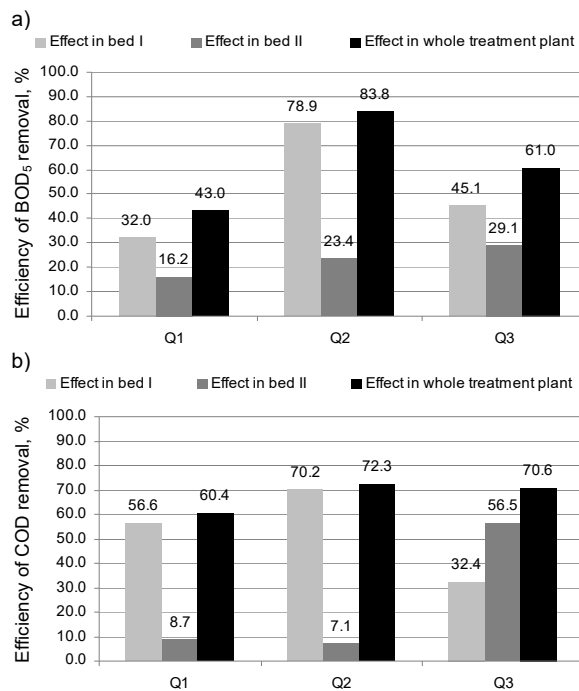 a)
Effect in bed I Effect in bed II Effect in whole treatment plant
Efficiency of BOD5 removal, %
100.0
90.0
80.0
70.0
60.0
50.0
40.0
30.0
20.0
10.0
0.0
32.0 16.2 43.0
78.9 23.4 83.8
45.1 29.1 61.0
Q1 Q2 Q3
b)
Effect in bed I Effect in bed II Effect in whole treatment plant
Efficiency of COD removal, %
100.0
90.0
80.0
70.0
60.0
50.0
40.0
30.0
20.0
10.0
0.0
56.6 8.7 60.4
70.2 7.1 72.3
32.4 56.5 70.6
Q1 Q2 Q3